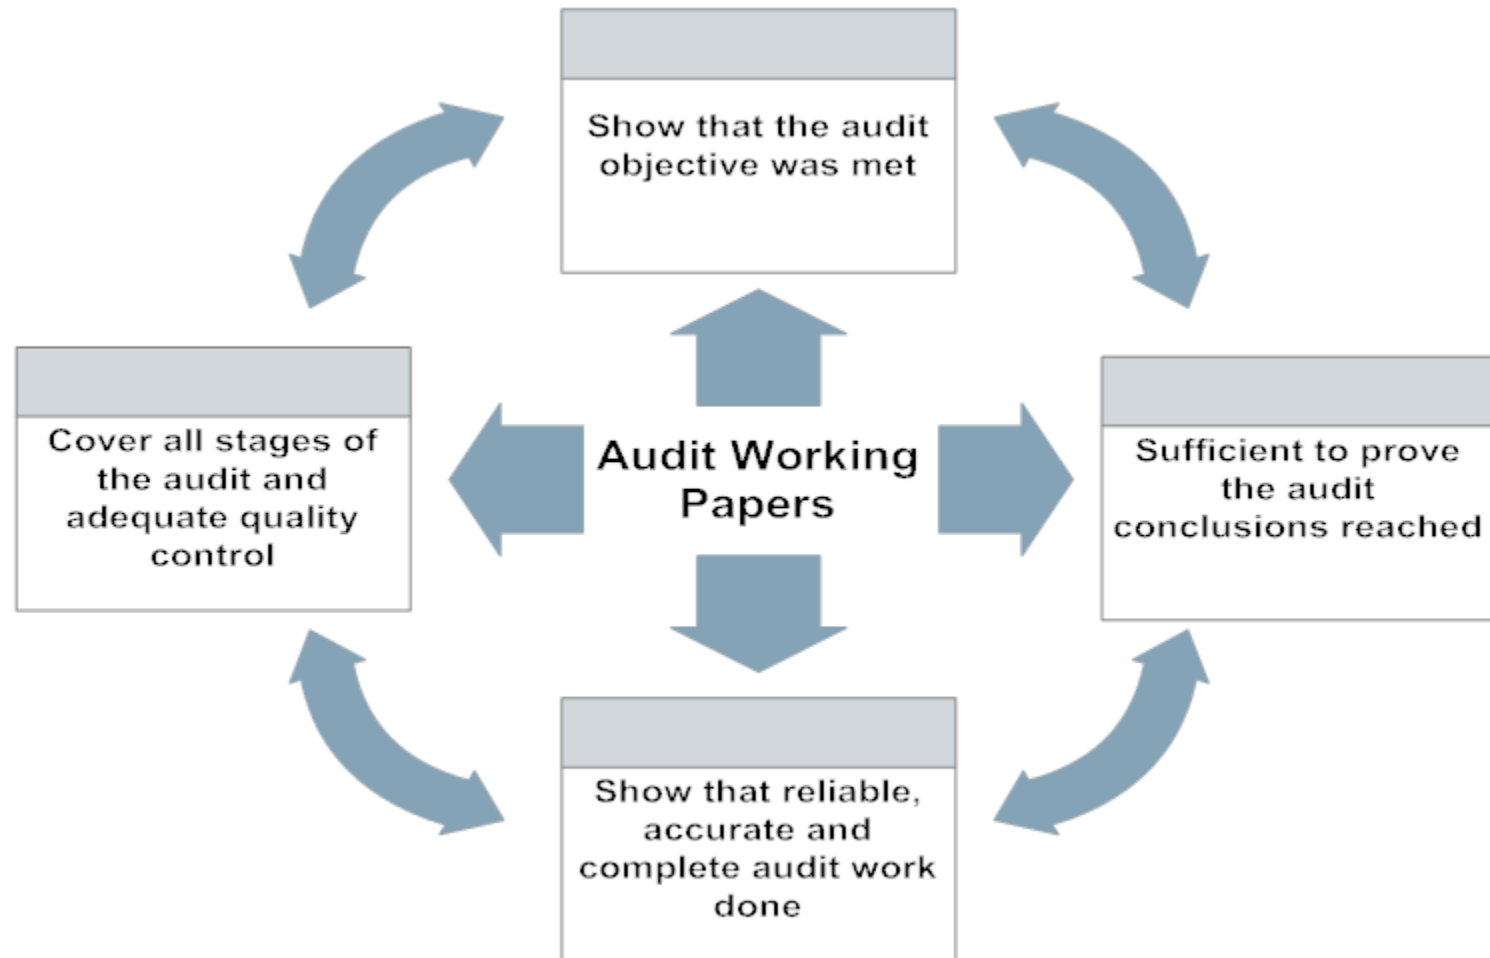 Show that the audit
objective was met
Cover all stages of
the audit and
adequate quality
control
Audit Working
Papers
Sufficient to prove
the audit
conclusions reached
Show that reliable,
accurate and
complete audit work
done